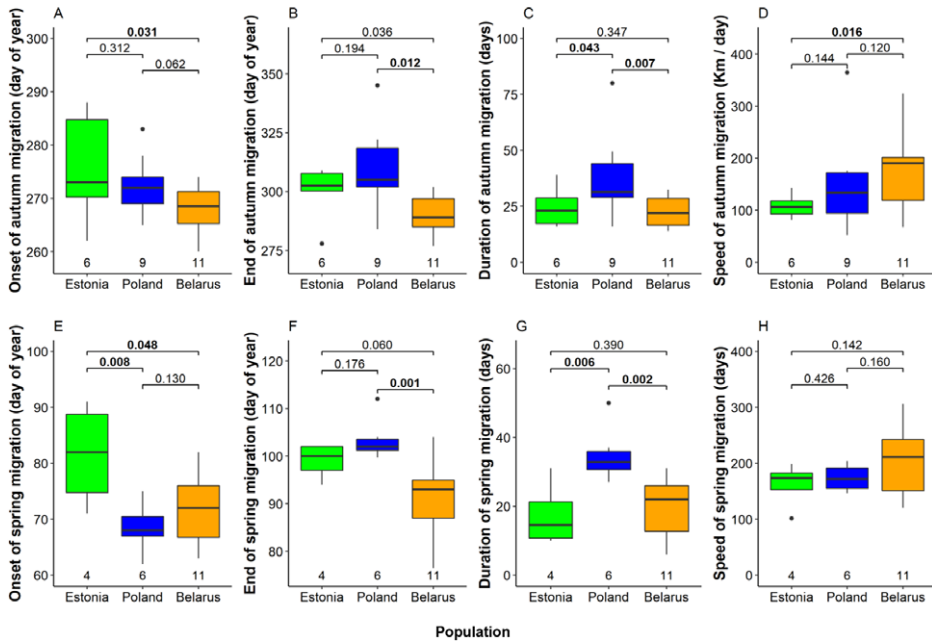 A
Onset of autumn migration (day of year)
300
290
280
270
260
0.031
0.312
0.062
6
9
11
Estonia
Poland
Belarus
B
End of autumn migration (day of year)
350
325
300
275
0.036
0.194
0.012
6
9
11
Estonia
Poland
Belarus
C
Duration of autumn migration (days)
100
75
50
25
0
0.347
0.043
0.007
6
9
11
Estonia
Poland
Belarus
D
Speed of autumn migration (Km / day)
400
300
200
100
0
0.016
0.120
0.144
6
9
11
Estonia
Poland
Belarus
E
Onset of spring migration (day of year)
100
90
80
70
60
0.048
0.008
0.130
4
6
11
Estonia
Poland
Belarus
F
End of spring migration (day of year)
120
110
100
90
80
0.060
0.176
0.001
4
6
11
Estonia
Poland
Belarus
G
Duration of spring migration (days)
60
40
20
0
0.390
0.006
0.002
4
6
11
Estonia
Poland
Belarus
H
Speed of spring migration (days)
400
300
200
100
0
0.142
0.160
0.426
4
6
11
Estonia
Poland
Belarus
Population